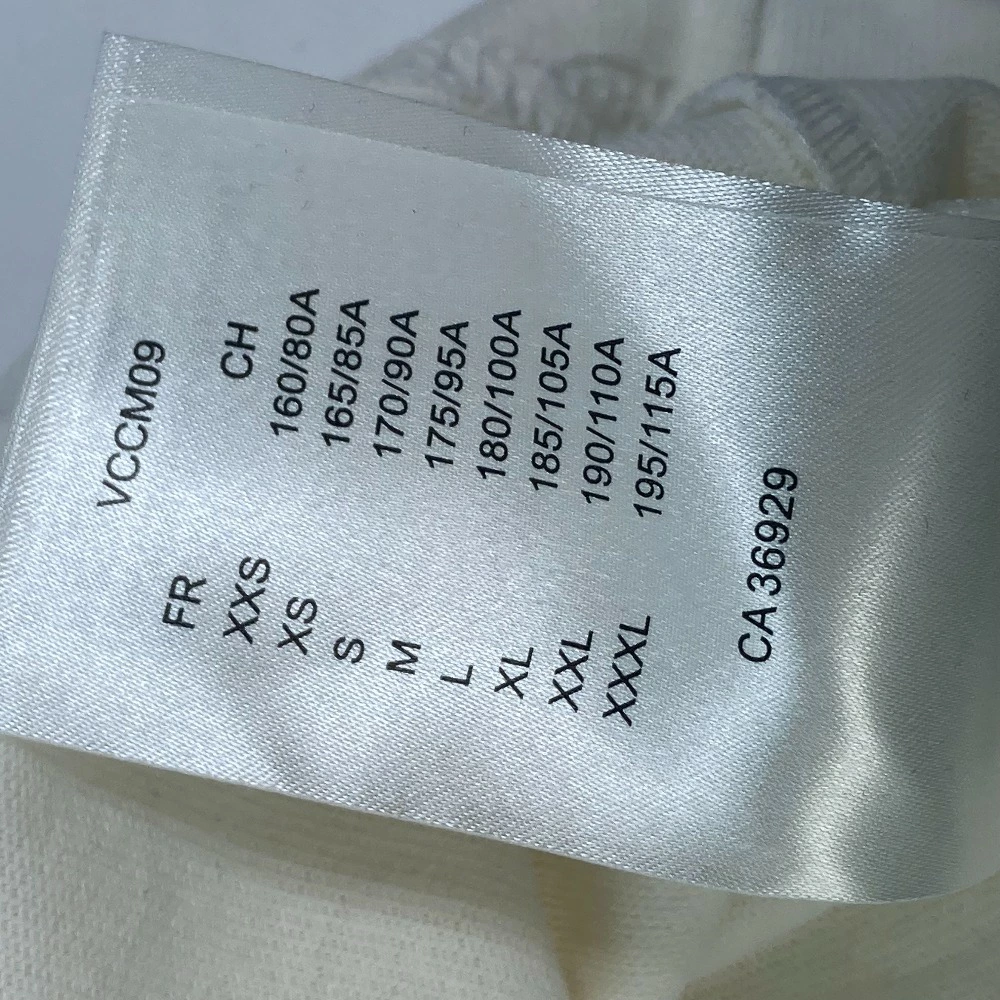 VCCM09
FR CH
XXS 160/80A
XS 165/85A
S 170/90A
M 175/95A
L 180/100A
XL 185/105A
XXL 190/110A
XXXL 195/115A
CA 36929